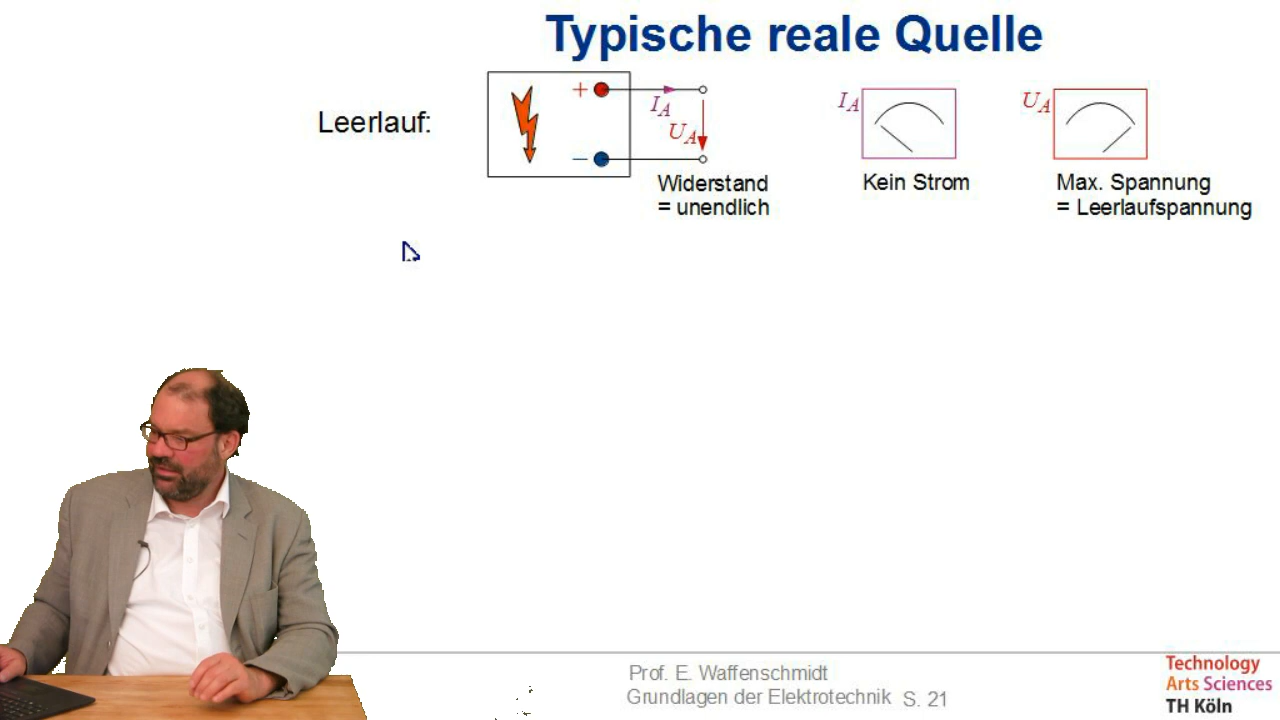 Typische reale Quelle
Leerlauf:
+
I_A
U_A
−
Widerstand
= unendlich
I_A
Kein Strom
U_A
Max. Spannung
= Leerlaufspannung
Prof. E. Waffenschmidt
Grundlagen der Elektrotechnik S. 21
Technology
Arts Sciences
TH Köln